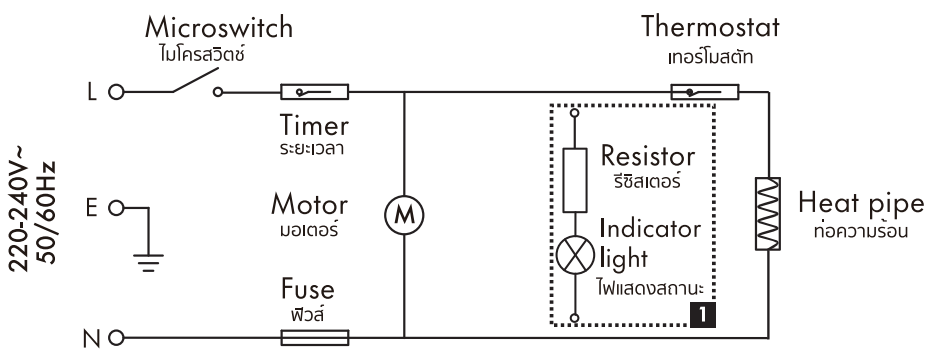 Microswitch
ไมโครสวิตช์
Thermostat
เทอร์โมสตัท
L
Timer
ระยะเวลา
Resistor
รีซิสเตอร์
220-240V~
50/60Hz
E
Motor
มอเตอร์
M
Heat pipe
ท่อความร้อน
Indicator
light
ไฟแสดงสถานะ
Fuse
ฟิวส์
1
N